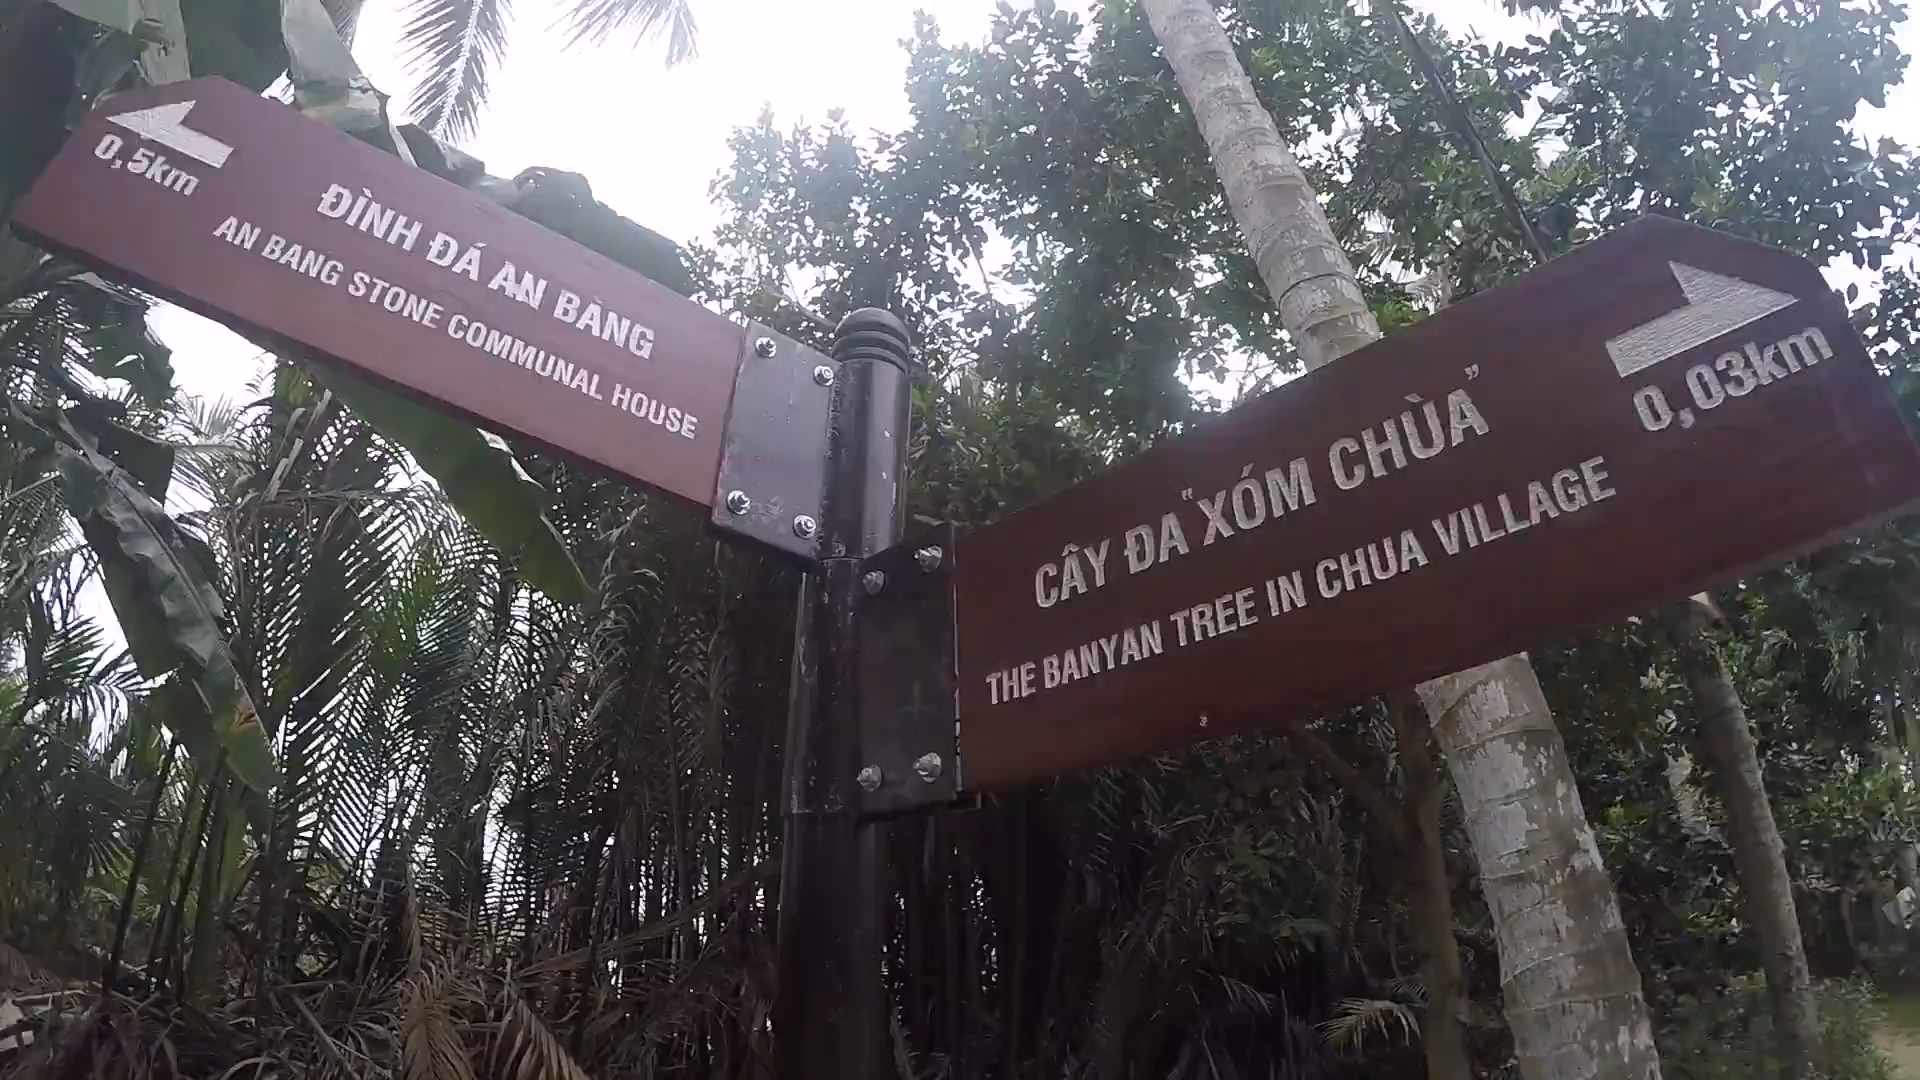 0,5km
ĐÌNH ĐÁ AN BÀNG
AN BANG STONE COMMUNAL HOUSE
0,03km
CÂY ĐA "XÓM CHÙA"
THE BANYAN TREE IN CHUA VILLAGE